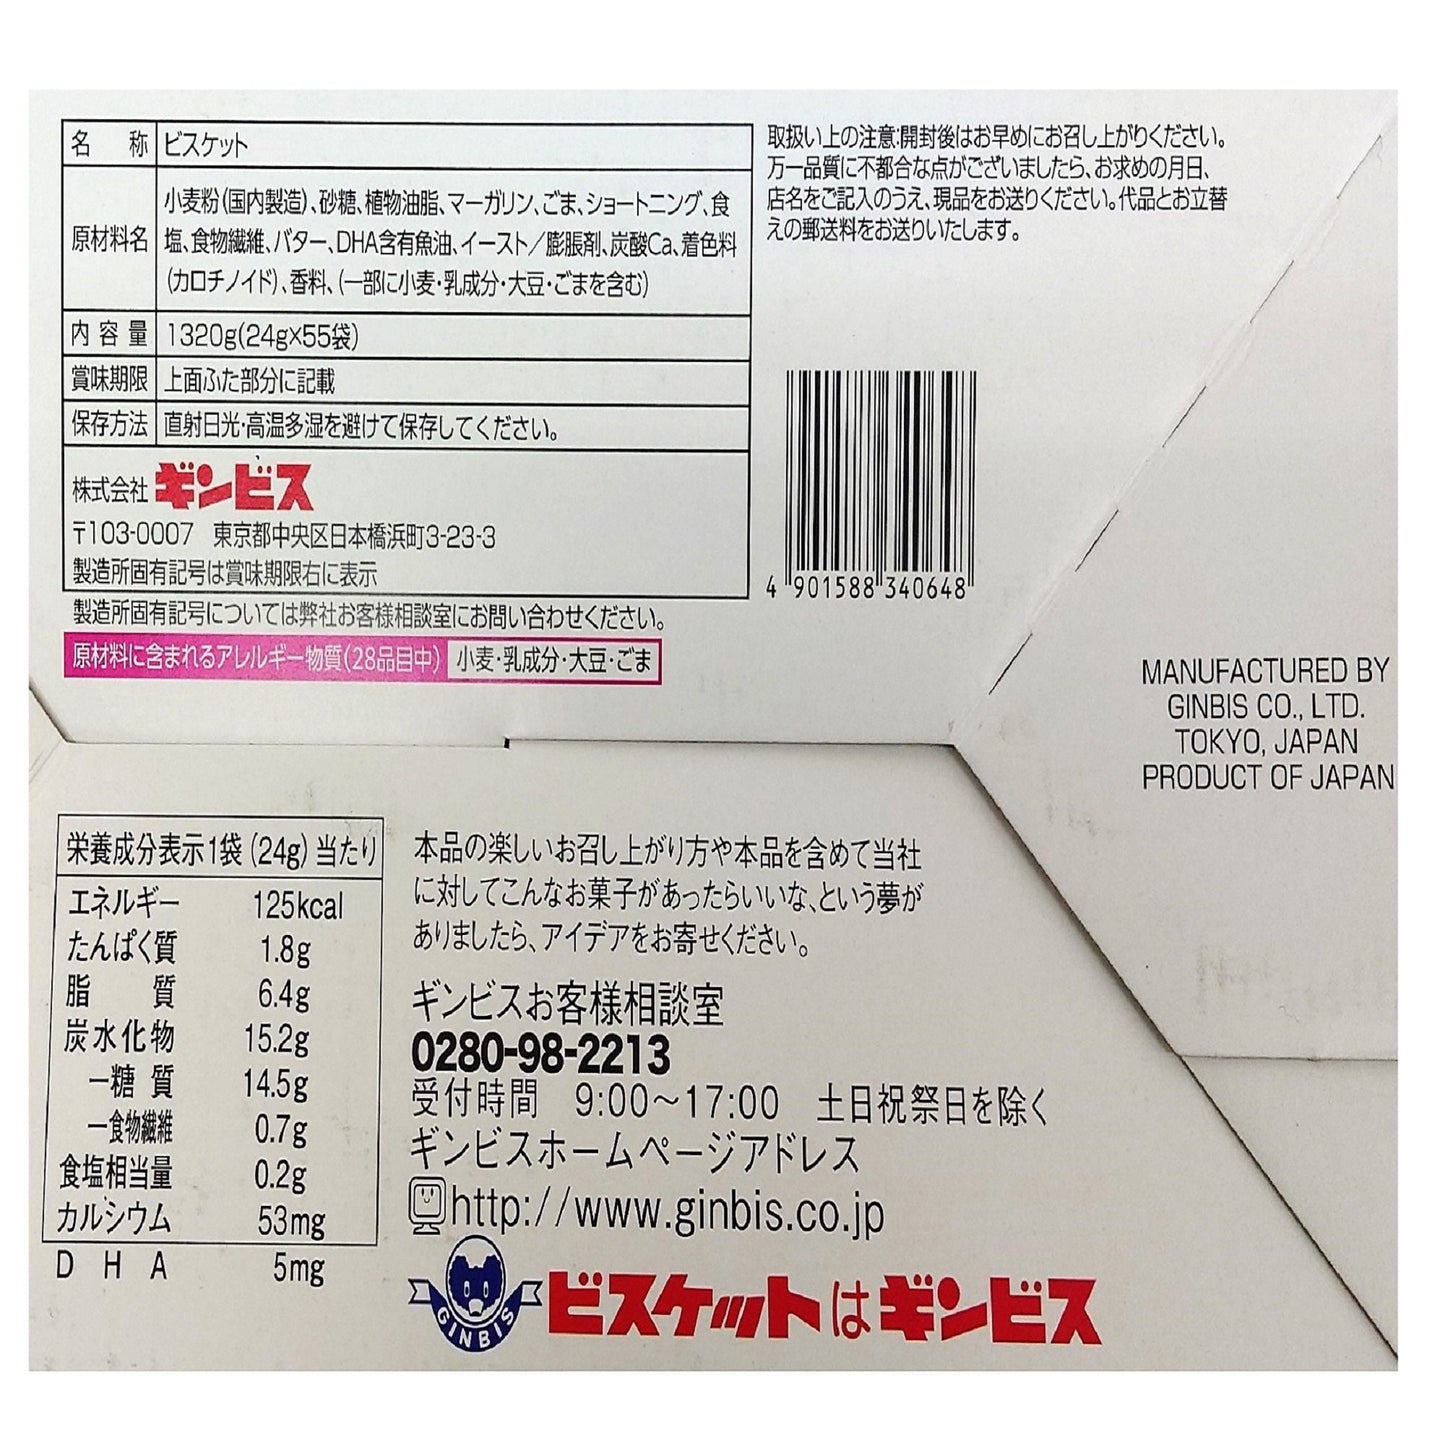 名 称 ビスケット
原材料名
小麦粉(国内製造)、砂糖、植物油脂、マーガリン、ごま、ショートニング、食
塩、食物繊維、バター、DHA含有魚油、イースト/膨脹剤、炭酸Ca、着色料
(カロチノイド)、香料、(一部に小麦・乳成分・大豆・ごまを含む)
内容量 1320g(24g×55袋)
賞味期限 上面ふた部分に記載
保存方法 直射日光・高温多湿を避けて保存してください。
株式会社 ギンビス
〒103-0007 東京都中央区日本橋浜町3-23-3
製造所固有記号は賞味期限右に表示
製造所固有記号については弊社お客様相談室にお問い合わせください。
原材料に含まれるアレルギー物質(28品目中) 小麦・乳成分・大豆・ごま
取扱い上の注意:開封後はお早めにお召し上がりください。
万一品質に不都合な点がございましたら、お求めの月日、
店名をご記入のうえ、現品をお送りください。代品とお立替
えの郵送料をお送りいたします。
4 901588 340648
MANUFACTURED BY
GINBIS CO., LTD.
TOKYO, JAPAN
PRODUCT OF JAPAN
栄養成分表示1袋(24g)当たり
エネルギー 125kcal
たんぱく質 1.8g
脂質 6.4g
炭水化物 15.2g
－糖質 14.5g
－食物繊維 0.7g
食塩相当量 0.2g
カルシウム 53mg
DHA 5mg
本品の楽しいお召し上がり方や本品を含めて当社
に対してこんなお菓子があったらいいな、という夢が
ありましたら、アイデアをお寄せください。
ギンビスお客様相談室
0280-98-2213
受付時間 9:00～17:00 土日祝祭日を除く
ギンビスホームページアドレス
http://www.ginbis.co.jp
GINBIS
ビスケットはギンビス